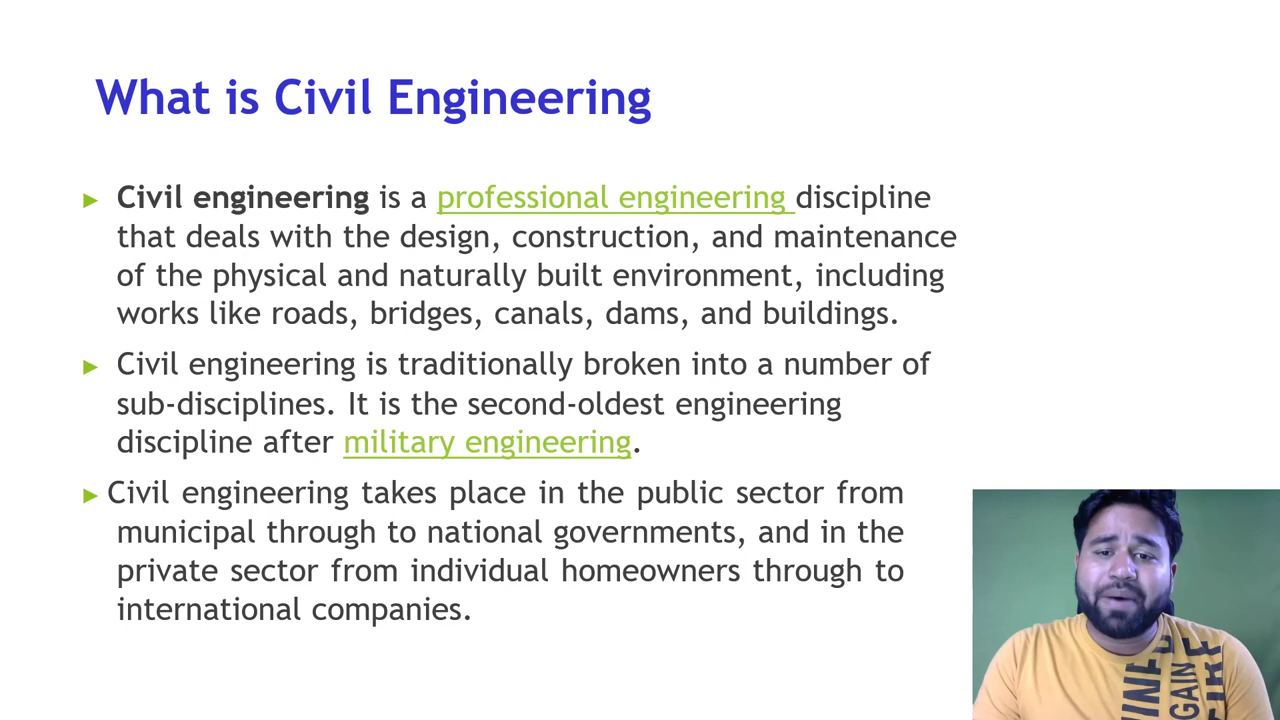 What is Civil Engineering
Civil engineering is a professional engineering discipline
that deals with the design, construction, and maintenance
of the physical and naturally built environment, including
works like roads, bridges, canals, dams, and buildings.
Civil engineering is traditionally broken into a number of
sub-disciplines. It is the second-oldest engineering
discipline after military engineering.
Civil engineering takes place in the public sector from
municipal through to national governments, and in the
private sector from individual homeowners through to
international companies.
GAIN